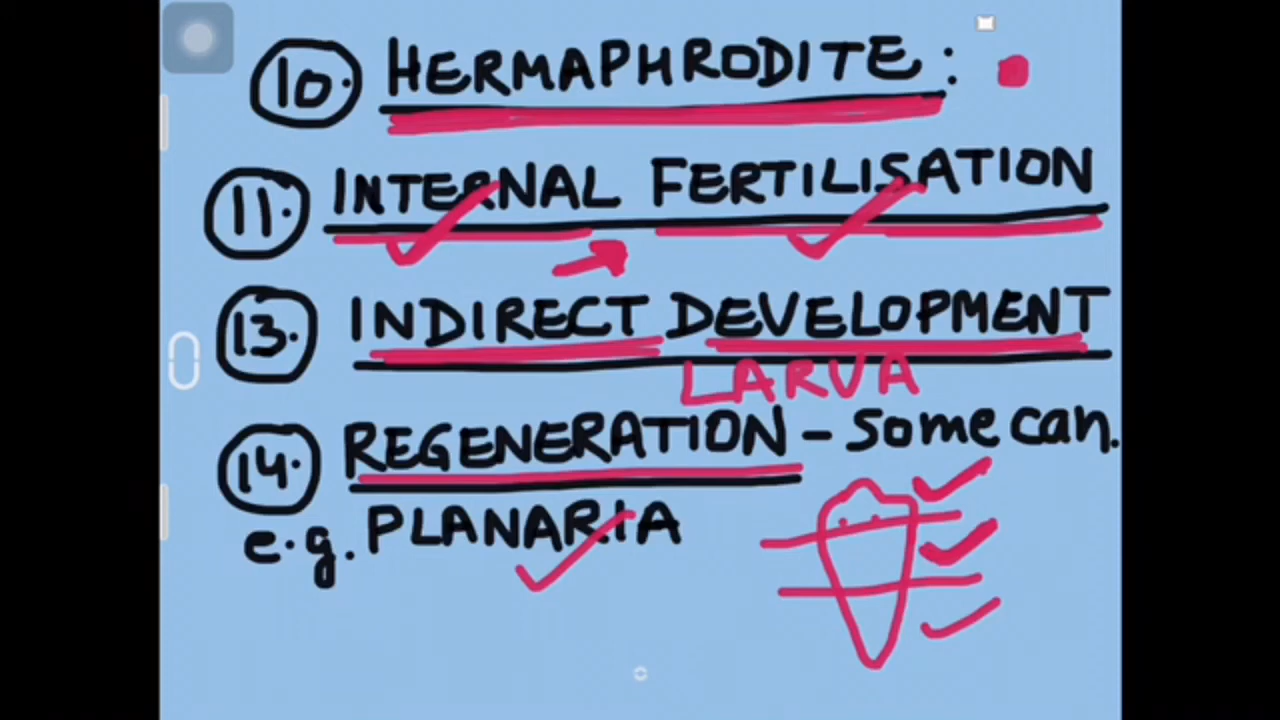 10. HERMAPHRODITE:
11. INTERNAL FERTILISATION
13. INDIRECT DEVELOPMENT
LARVA
14. REGENERATION - some can.
e.g. PLANARIA